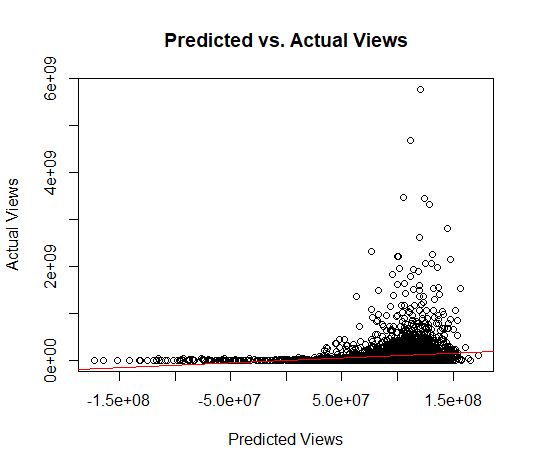 Predicted vs. Actual Views
6e+09
4e+09
2e+09
0e+00
Actual Views
-1.5e+08 -5.0e+07 5.0e+07 1.5e+08
Predicted Views